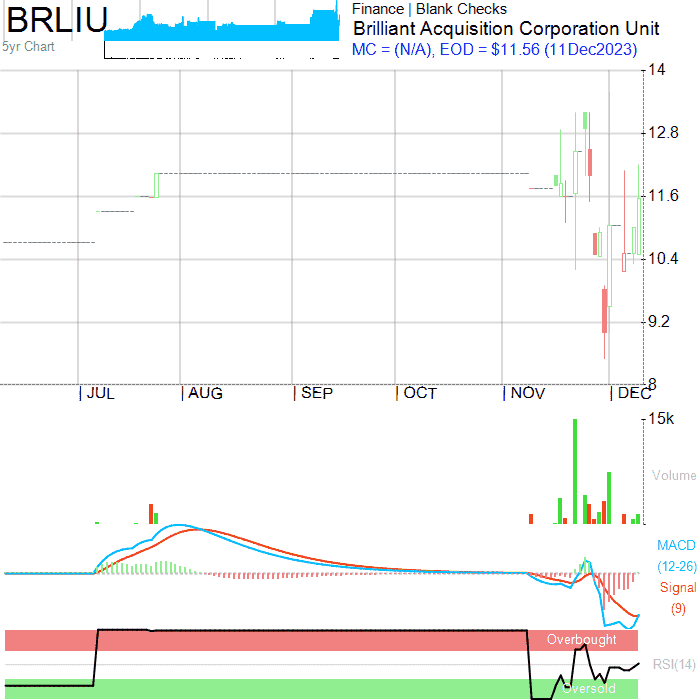 BRLIU
5yr Chart
Finance | Blank Checks
Brilliant Acquisition Corporation Unit
MC = (N/A), EOD = $11.56 (11Dec2023)
14
12.8
11.6
10.4
9.2
8
| JUL | AUG | SEP | OCT | NOV | DEC
15k
Volume
MACD
(12-26)
Signal
(9)
Overbought
RSI(14)
Oversold